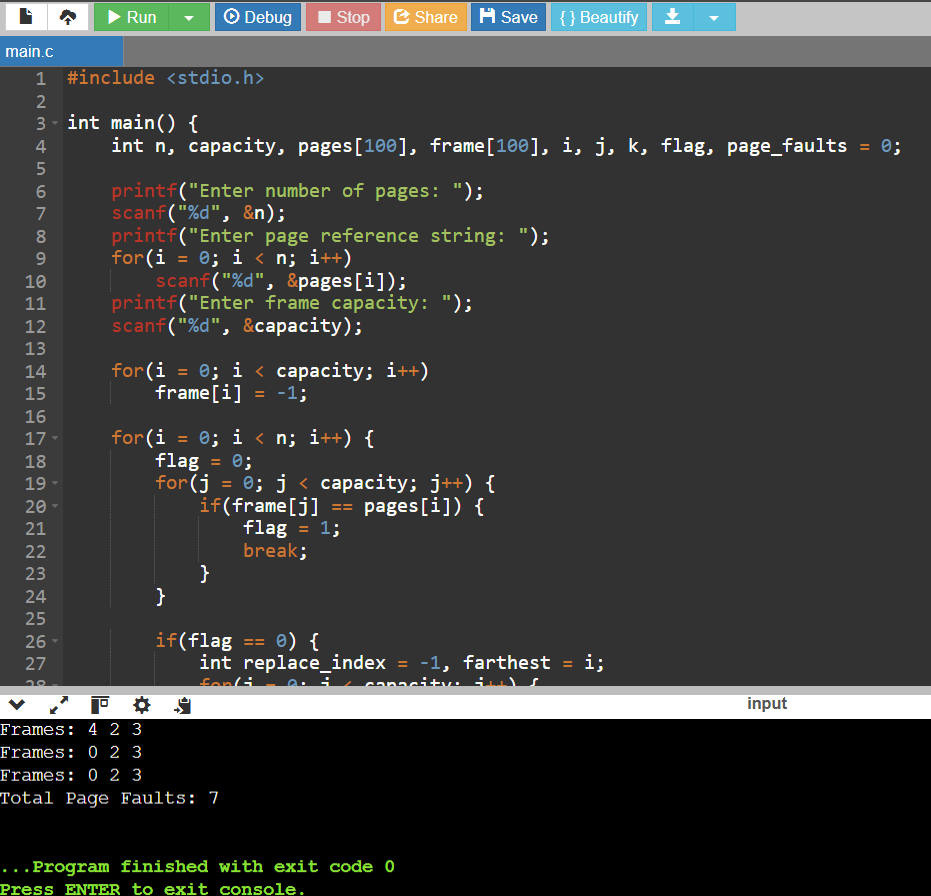 Run Debug Stop Share Save { } Beautify
main.c
1 #include <stdio.h>
2
3 int main() {
4 int n, capacity, pages[100], frame[100], i, j, k, flag, page_faults = 0;
5
6 printf("Enter number of pages: ");
7 scanf("%d", &n);
8 printf("Enter page reference string: ");
9 for(i = 0; i < n; i++)
10 scanf("%d", &pages[i]);
11 printf("Enter frame capacity: ");
12 scanf("%d", &capacity);
13
14 for(i = 0; i < capacity; i++)
15 frame[i] = -1;
16
17 for(i = 0; i < n; i++) {
18 flag = 0;
19 for(j = 0; j < capacity; j++) {
20 if(frame[j] == pages[i]) {
21 flag = 1;
22 break;
23 }
24 }
25
26 if(flag == 0) {
27 int replace_index = -1, farthest = i;
28 for(j = 0; j < capacity; j++) {
input
Frames: 4 2 3
Frames: 0 2 3
Frames: 0 2 3
Total Page Faults: 7
...Program finished with exit code 0
Press ENTER to exit console.